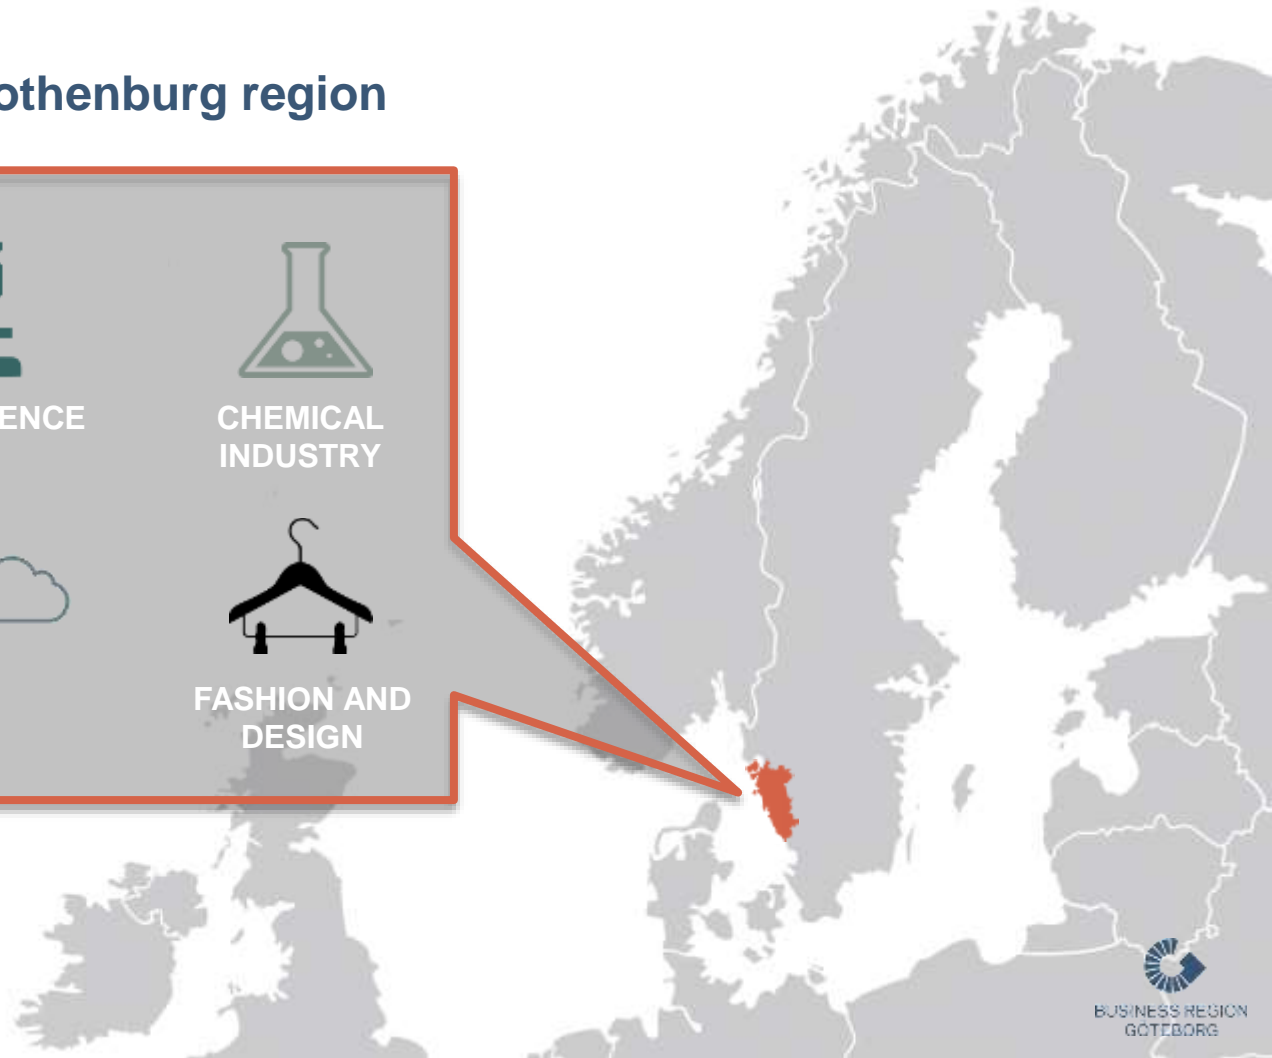 othenburg region
ENCE
CHEMICAL
INDUSTRY
FASHION AND
DESIGN
BUSINESS REGION
GÖTEBORG